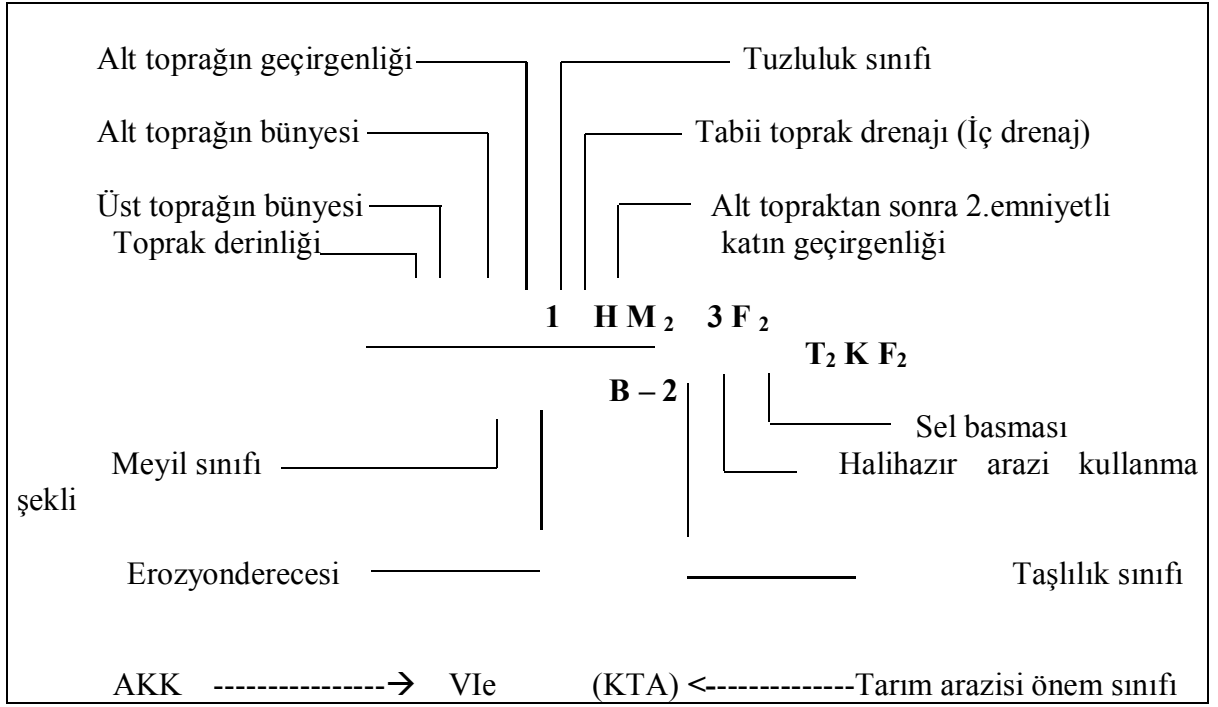 Alt toprağın geçirgenliği Tuzluluk sınıfı
Alt toprağın bünyesi Tabii toprak drenajı (İç drenaj)
Üst toprağın bünyesi Alt topraktan sonra 2.emniyetli
Toprak derinliği katın geçirgenliği
1 H M ₂ 3 F ₂
T₂ K F₂
B – 2
Sel basması
Meyil sınıfı Halihazır arazi kullanma
şekli
Erozyonderecesi Taşlılık sınıfı
AKK ----------------→ VIe (KTA) <--------------Tarım arazisi önem sınıfı